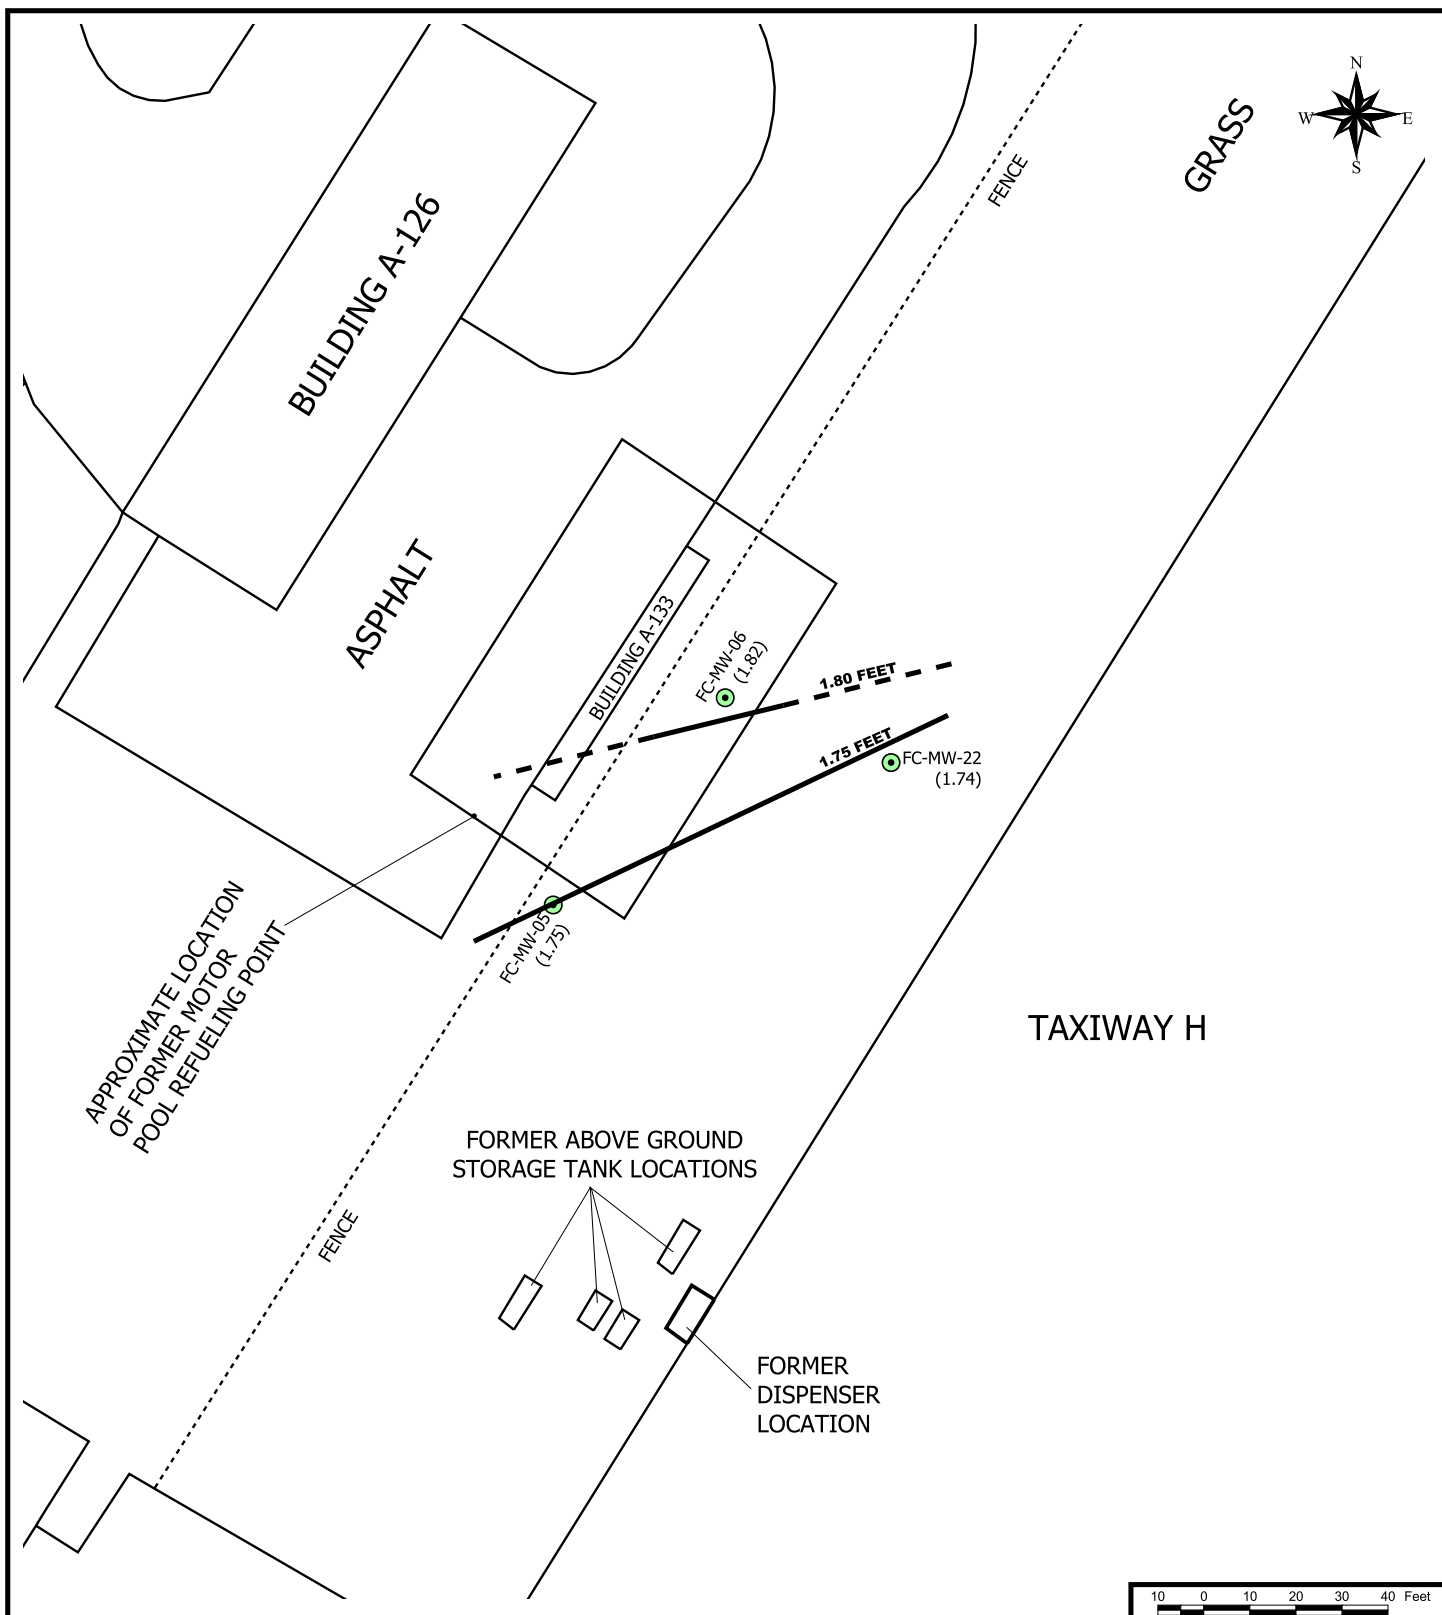 N
W
E
S
GRASS
FENCE
BUILDING A-126
ASPHALT
BUILDING A-133
FC-MW-06
(1.82)
1.80 FEET
1.75 FEET
FC-MW-22
(1.74)
FC-MW-05
(1.75)
APPROXIMATE LOCATION
OF FORMER MOTOR
POOL REFUELING POINT
TAXIWAY H
FORMER ABOVE GROUND
STORAGE TANK LOCATIONS
FENCE
FORMER
DISPENSER
LOCATION
10 0 10 20 30 40 Feet